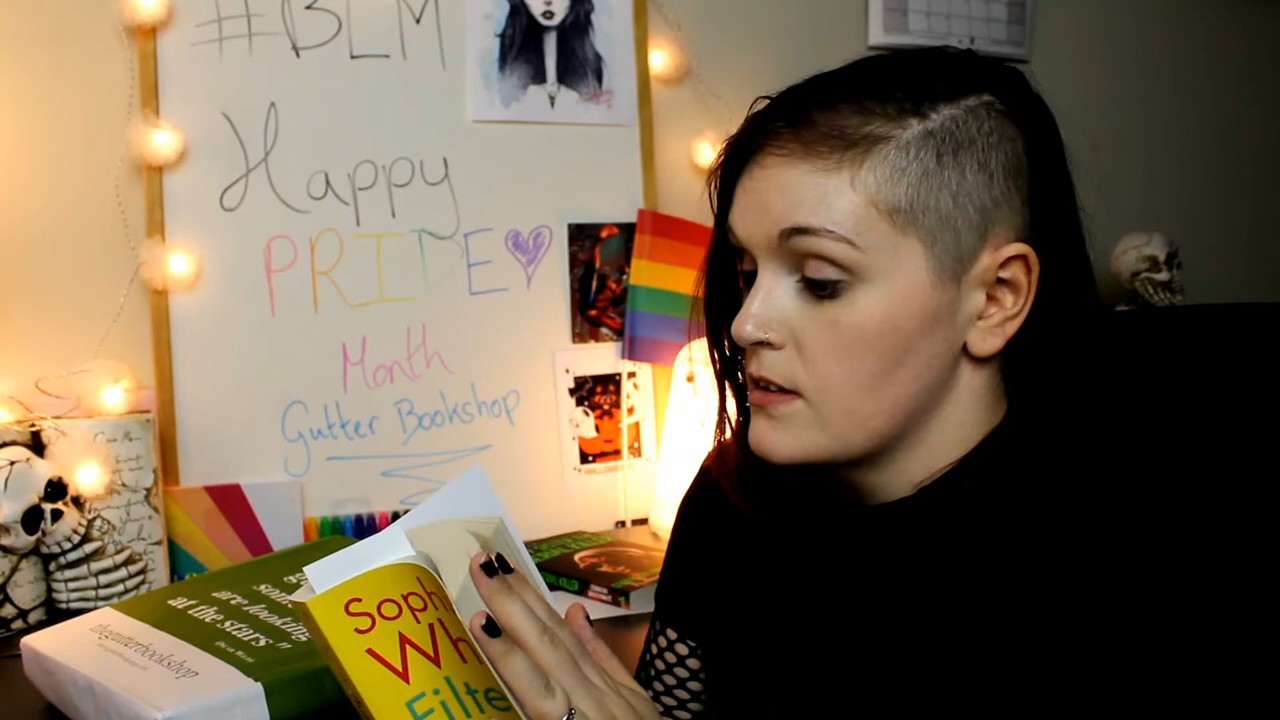 #BLM
Happy
PRIDE
Month
Gutter Bookshop
are looking
at the stars"
Oscar Wilde
thegutterbookshop
Soph
Wh
Filte